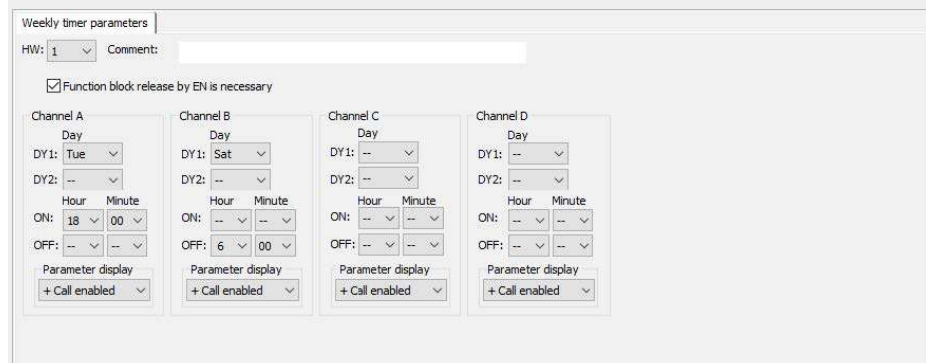 Weekly timer parameters
HW: 1 Comment:
Function block release by EN is necessary
Channel A Channel B Channel C Channel D
Day Day Day Day
DY1: Tue DY1: Sat DY1: -- DY1: --
DY2: -- DY2: -- DY2: -- DY2: --
Hour Minute Hour Minute Hour Minute Hour Minute
ON: 18 00 ON: -- -- ON: -- -- ON: -- --
OFF: -- -- OFF: 6 00 OFF: -- -- OFF: -- --
Parameter display Parameter display Parameter display Parameter display
+ Call enabled + Call enabled + Call enabled + Call enabled